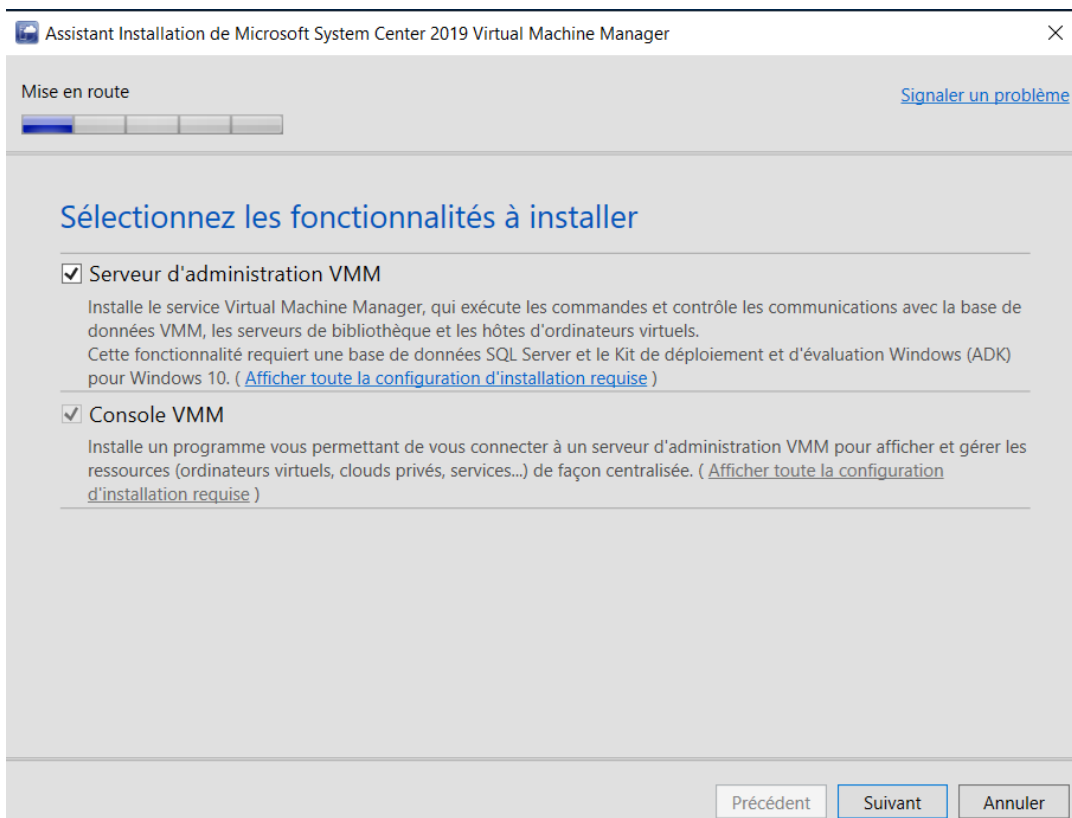 Assistant Installation de Microsoft System Center 2019 Virtual Machine Manager
Mise en route
Signaler un problème
Sélectionnez les fonctionnalités à installer
Serveur d'administration VMM
Installe le service Virtual Machine Manager, qui exécute les commandes et contrôle les communications avec la base de
données VMM, les serveurs de bibliothèque et les hôtes d'ordinateurs virtuels.
Cette fonctionnalité requiert une base de données SQL Server et le Kit de déploiement et d'évaluation Windows (ADK)
pour Windows 10. ( Afficher toute la configuration d'installation requise )
Console VMM
Installe un programme vous permettant de vous connecter à un serveur d'administration VMM pour afficher et gérer les
ressources (ordinateurs virtuels, clouds privés, services...) de façon centralisée. ( Afficher toute la configuration
d'installation requise )
Précédent
Suivant
Annuler